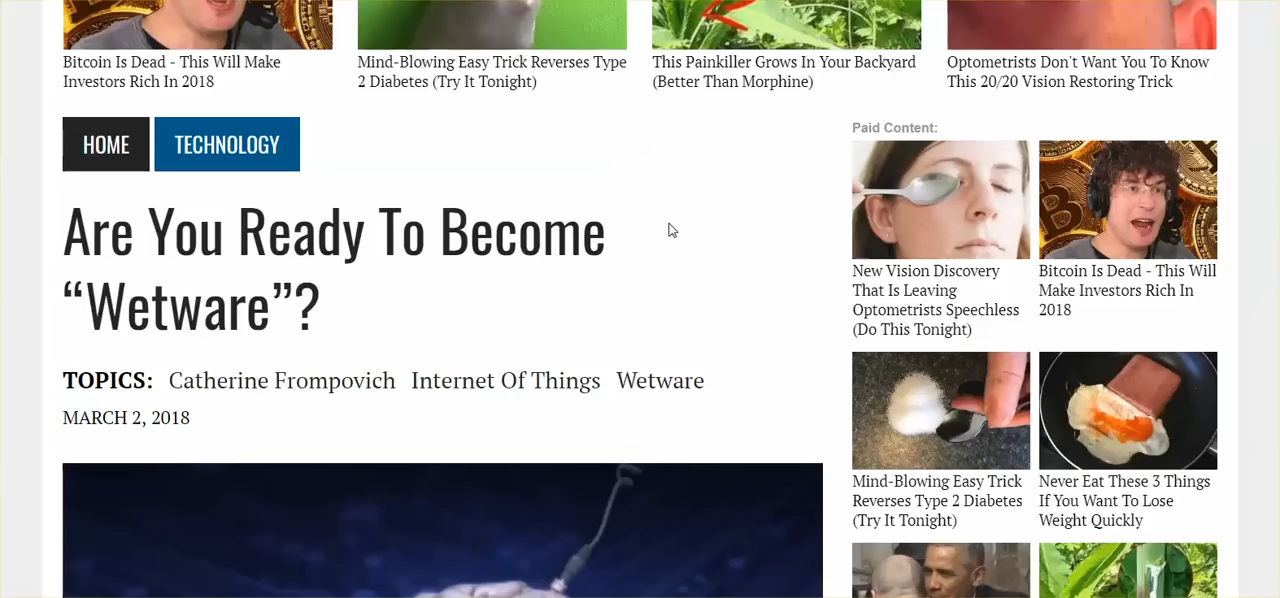 Bitcoin Is Dead - This Will Make
Investors Rich In 2018
Mind-Blowing Easy Trick Reverses Type
2 Diabetes (Try It Tonight)
This Painkiller Grows In Your Backyard
(Better Than Morphine)
Optometrists Don't Want You To Know
This 20/20 Vision Restoring Trick
HOME
TECHNOLOGY
Are You Ready To Become
“Wetware”?
TOPICS: Catherine Frompovich Internet Of Things Wetware
MARCH 2, 2018
Paid Content:
New Vision Discovery
That Is Leaving
Optometrists Speechless
(Do This Tonight)
Bitcoin Is Dead - This Will
Make Investors Rich In
2018
Mind-Blowing Easy Trick
Reverses Type 2 Diabetes
(Try It Tonight)
Never Eat These 3 Things
If You Want To Lose
Weight Quickly